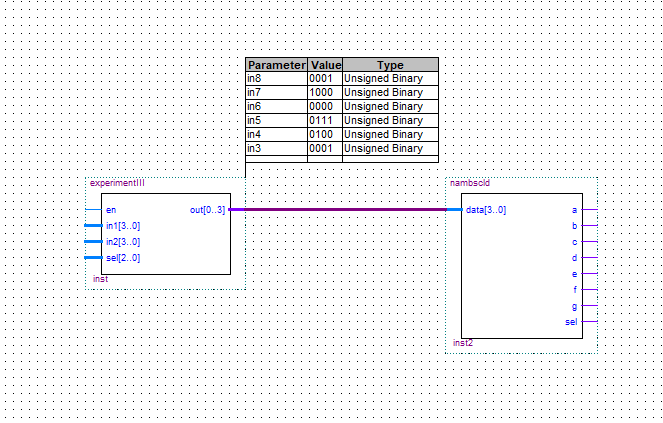 Parameter Value Type
in8 0001 Unsigned Binary
in7 1000 Unsigned Binary
in6 0000 Unsigned Binary
in5 0111 Unsigned Binary
in4 0100 Unsigned Binary
in3 0001 Unsigned Binary
experimentIII
en out[0..3]
in1[3..0]
in2[3..0]
sel[2..0]
inst
nambscld
data[3..0] a
b
c
d
e
f
g
sel
inst2